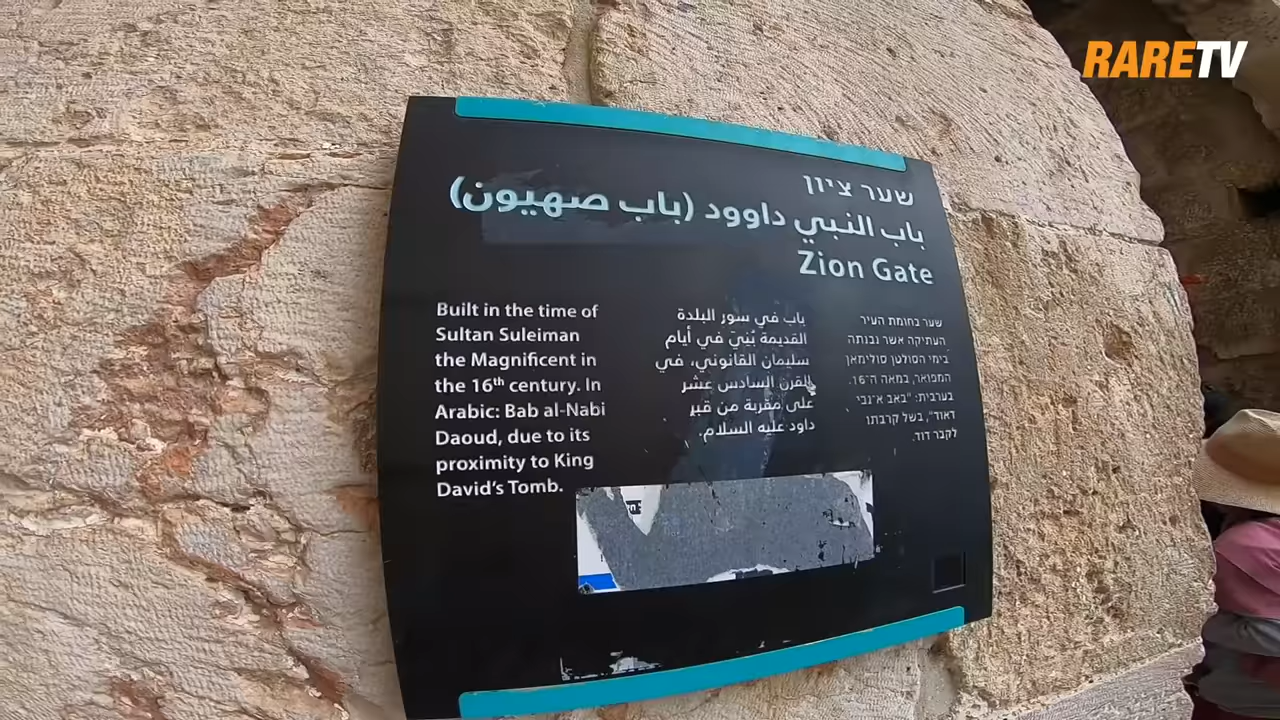 RARETV
שער ציון
باب النبي داوود (باب صهيون)
Zion Gate
Built in the time of
Sultan Suleiman
the Magnificent in
the 16th century. In
Arabic: Bab al-Nabi
Daoud, due to its
proximity to King
David's Tomb.
باب في سور البلدة
القديمة بُنِيَ في أيام
سليمان القانوني، في
القرن السادس عشر
على مقربة من قبر
داود عليه السلام.
שער בחומת העיר
העתיקה אשר נבנתה
בימי הסולטן סולימאן
המפואר, במאה ה־16.
בערבית: "באב א־נבי
דאוד", בשל קרבתו
לקבר דוד.